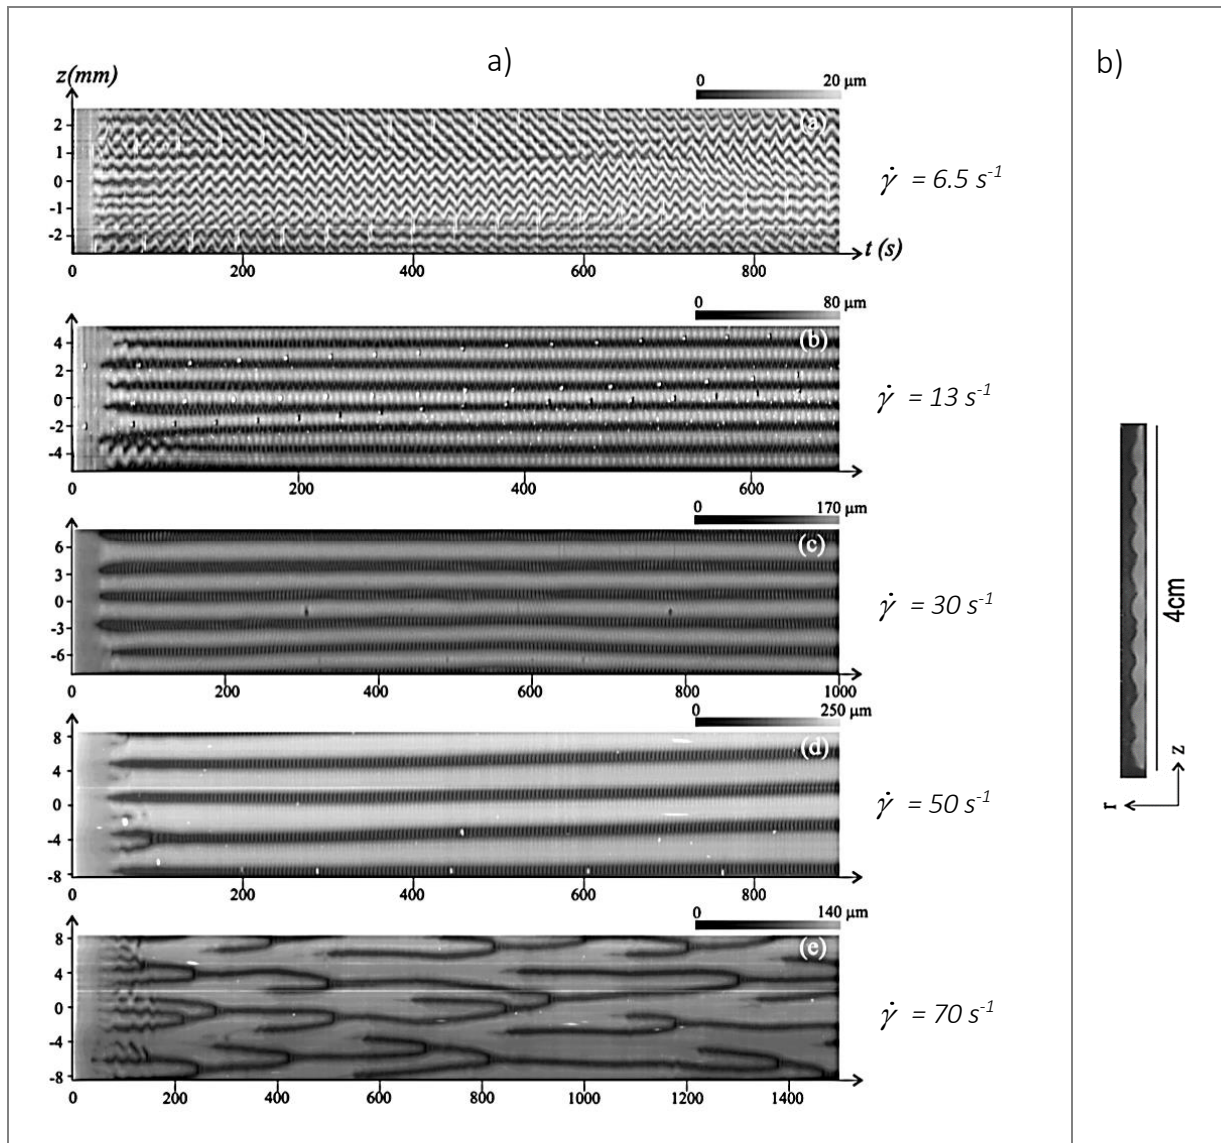 a)
b)
z(mm)
0 20 μm
(a)
2
1
0
-1
-2
γ̇ = 6.5 s⁻¹
t (s)
0 200 400 600 800
0 80 μm
(b)
4
2
0
-2
-4
γ̇ = 13 s⁻¹
0 200 400 600
0 170 μm
(c)
6
3
0
-3
-6
γ̇ = 30 s⁻¹
0 200 400 600 800 1000
0 250 μm
(d)
8
4
0
-4
-8
γ̇ = 50 s⁻¹
0 200 400 600 800
0 140 μm
(e)
8
4
0
-4
-8
γ̇ = 70 s⁻¹
0 200 400 600 800 1000 1200 1400
4cm
z
r